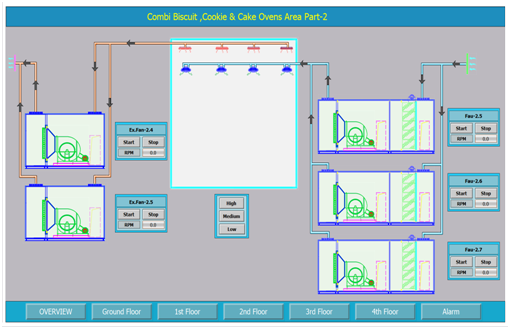 Combi Biscuit ,Cookie & Cake Ovens Area Part-2
Ex.Fan-2.4
Start Stop
RPM 0.0
Ex.Fan-2.5
Start Stop
RPM 0.0
High
Medium
Low
Fau-2.5
Start Stop
RPM 0.0
Fau-2.6
Start Stop
RPM 0.0
Fau-2.7
Start Stop
RPM 0.0
OVERVIEW Ground Floor 1st Floor 2nd Floor 3rd Floor 4th Floor Alarm